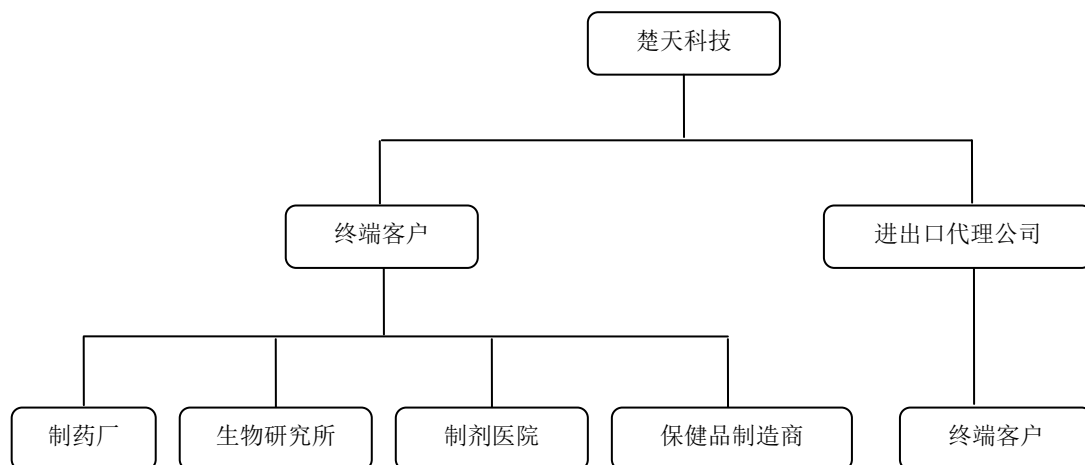 楚天科技
终端客户
进出口代理公司
制药厂
生物研究所
制剂医院
保健品制造商
终端客户